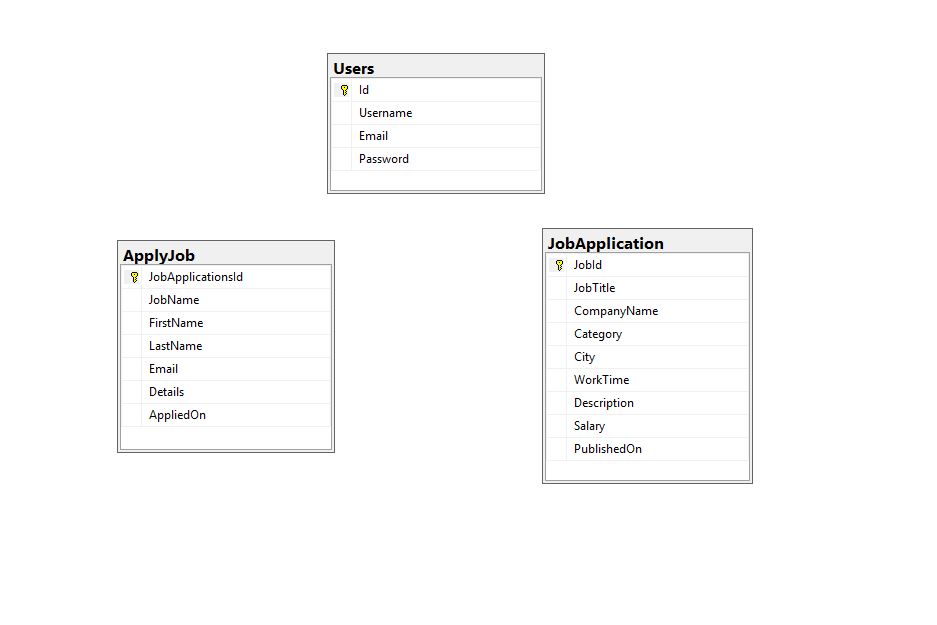 Users
Id
Username
Email
Password
ApplyJob
JobApplicationsId
JobName
FirstName
LastName
Email
Details
AppliedOn
JobApplication
JobId
JobTitle
CompanyName
Category
City
WorkTime
Description
Salary
PublishedOn